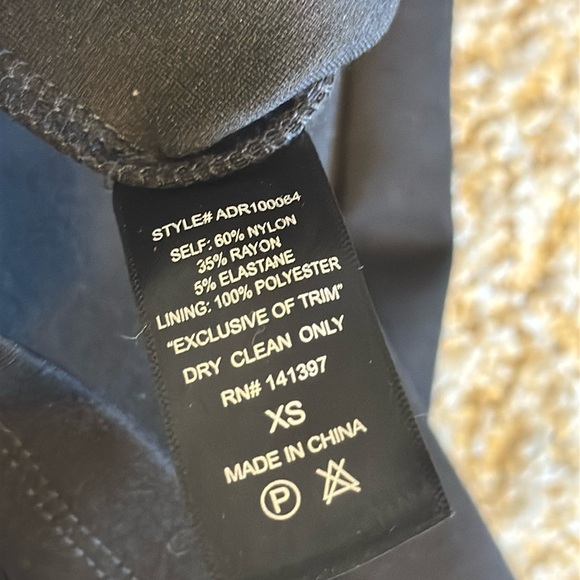 STYLE# ADR100064
SELF: 60% NYLON
35% RAYON
5% ELASTANE
LINING: 100% POLYESTER
"EXCLUSIVE OF TRIM"
DRY CLEAN ONLY
RN# 141397
XS
MADE IN CHINA
P